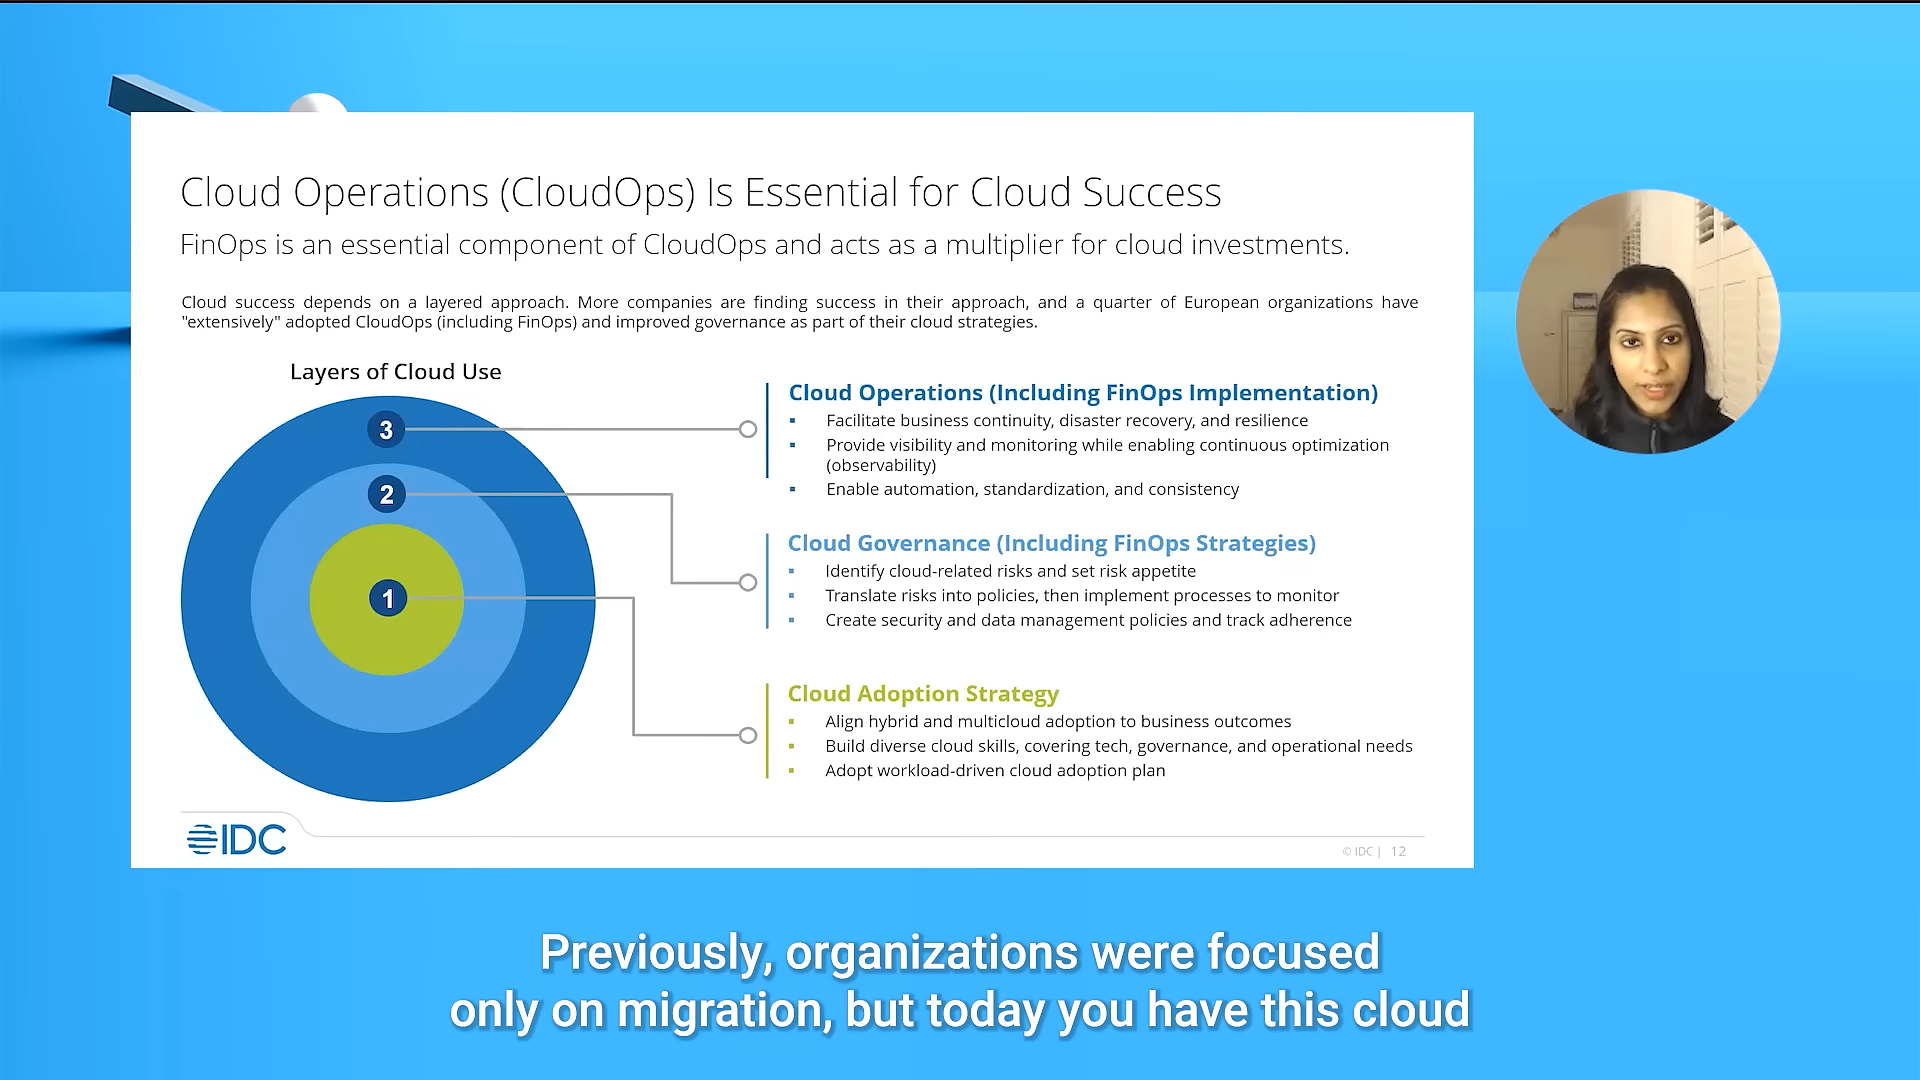 Cloud Operations (CloudOps) Is Essential for Cloud Success
FinOps is an essential component of CloudOps and acts as a multiplier for cloud investments.
Cloud success depends on a layered approach. More companies are finding success in their approach, and a quarter of European organizations have
"extensively" adopted CloudOps (including FinOps) and improved governance as part of their cloud strategies.
Layers of Cloud Use
3
2
1
Cloud Operations (Including FinOps Implementation)
▪ Facilitate business continuity, disaster recovery, and resilience
▪ Provide visibility and monitoring while enabling continuous optimization
(observability)
▪ Enable automation, standardization, and consistency
Cloud Governance (Including FinOps Strategies)
▪ Identify cloud-related risks and set risk appetite
▪ Translate risks into policies, then implement processes to monitor
▪ Create security and data management policies and track adherence
Cloud Adoption Strategy
▪ Align hybrid and multicloud adoption to business outcomes
▪ Build diverse cloud skills, covering tech, governance, and operational needs
▪ Adopt workload-driven cloud adoption plan
IDC
© IDC | 12
Previously, organizations were focused
only on migration, but today you have this cloud